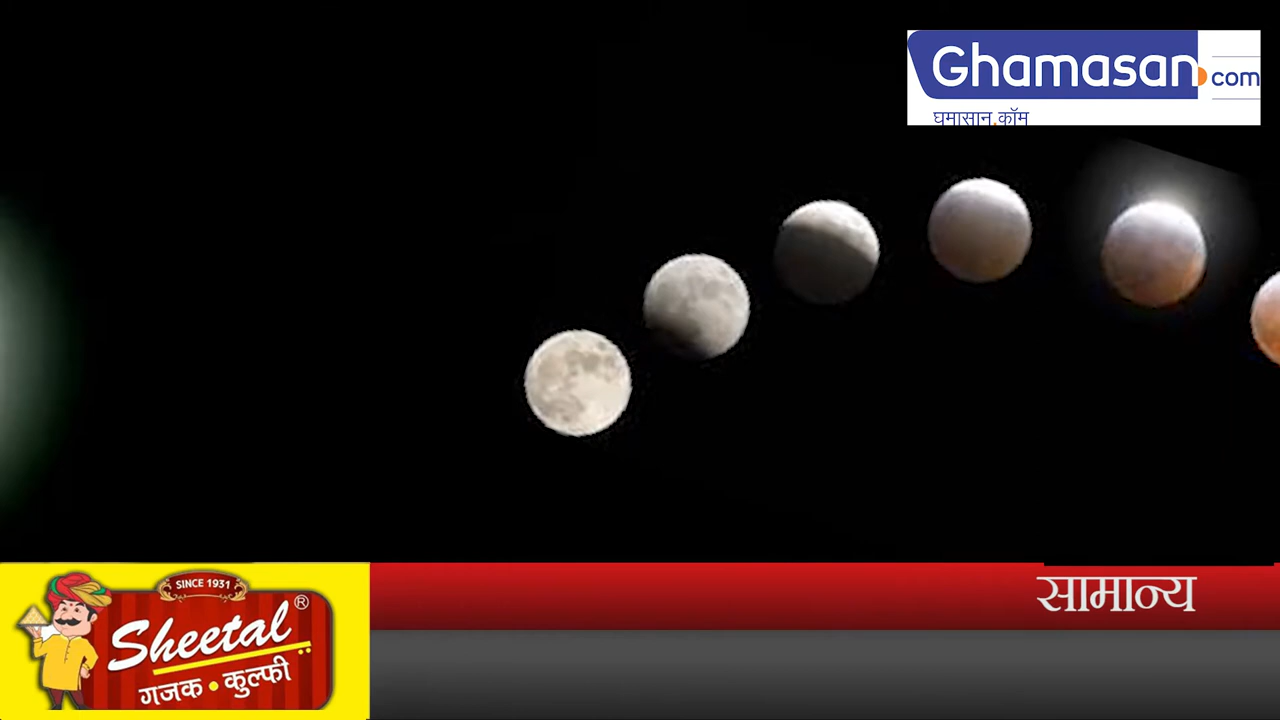 Ghamasan.com
घमासान.कॉम
सामान्य
SINCE 1931
Sheetal®
गजक • कुल्फी